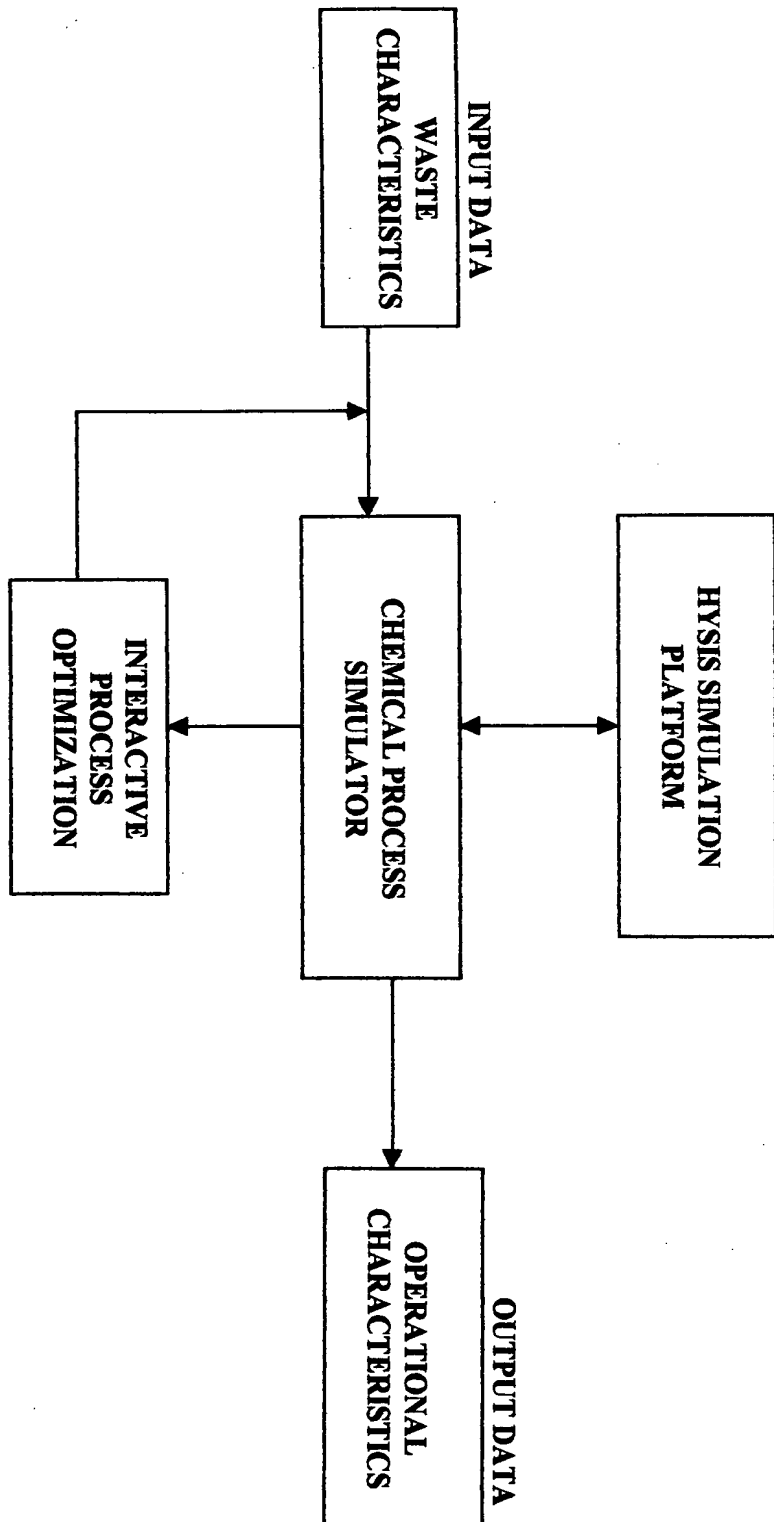 INPUT DATA
WASTE
CHARACTERISTICS
HYSIS SIMULATION
PLATFORM
CHEMICAL PROCESS
SIMULATOR
INTERACTIVE
PROCESS
OPTIMIZATION
OUTPUT DATA
OPERATIONAL
CHARACTERISTICS